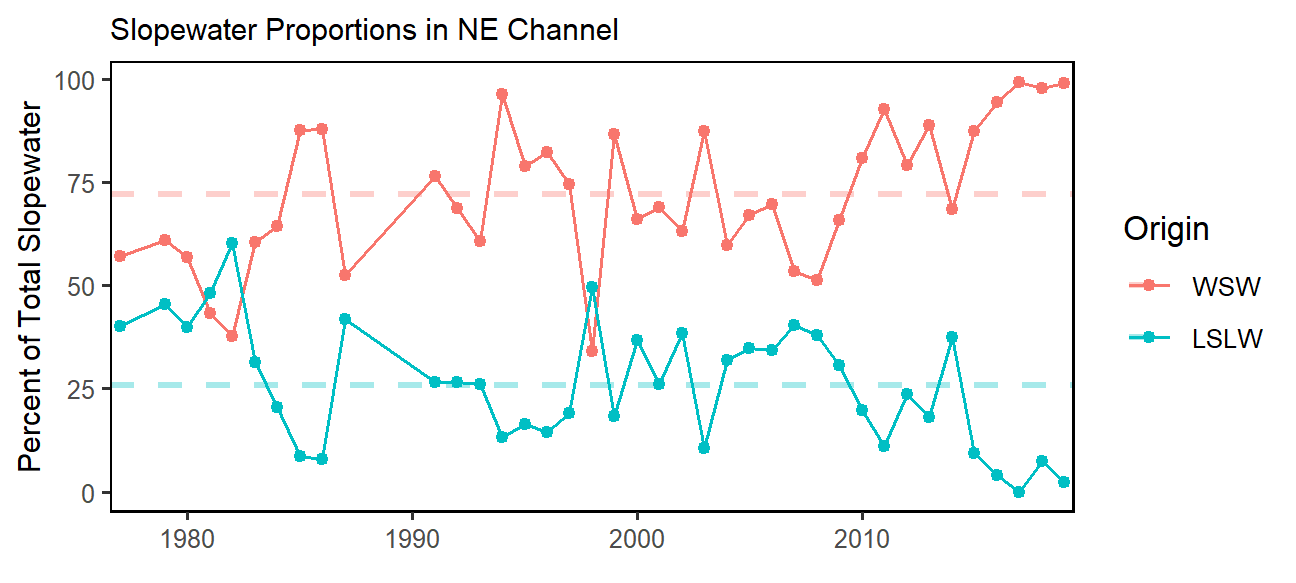 Slopewater Proportions in NE Channel
Percent of Total Slopewater
100
75
50
25
0
1980 1990 2000 2010
Origin
WSW
LSLW